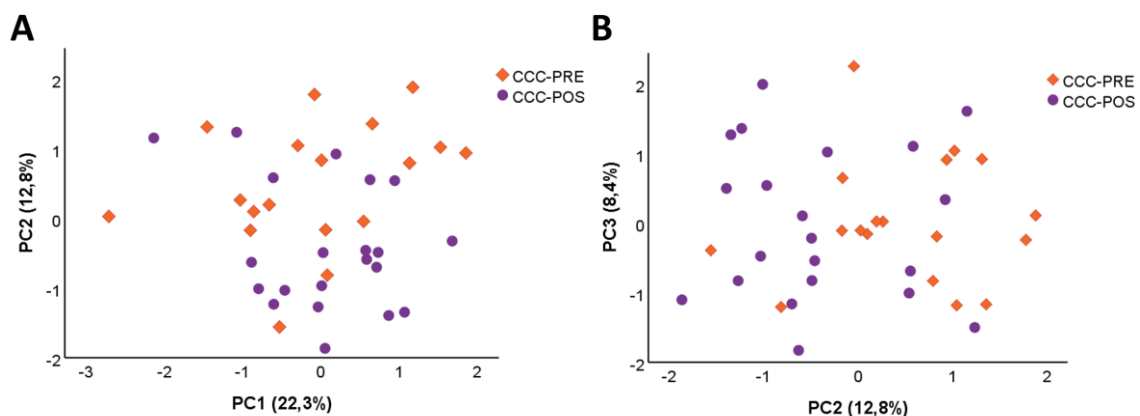 A
2
1
0
-1
-2
PC2 (12,8%)
-3
-2
-1
0
1
2
PC1 (22,3%)
CCC-PRE
CCC-POS
B
2
1
0
-1
-2
PC3 (8,4%)
-2
-1
0
1
2
PC2 (12,8%)
CCC-PRE
CCC-POS